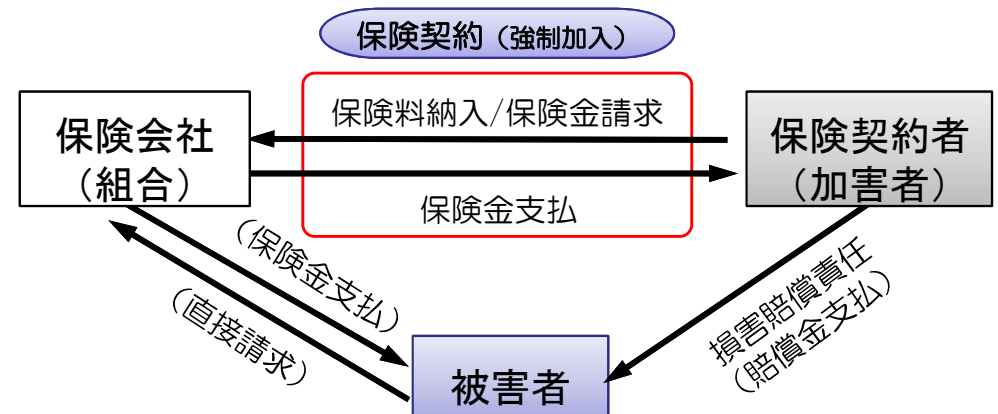 保険契約（強制加入）
保険料納入/保険金請求
保険会社
（組合）
保険契約者
（加害者）
保険金支払
（保険金支払）
（直接請求）
損害賠償責任
（賠償金支払）
被害者